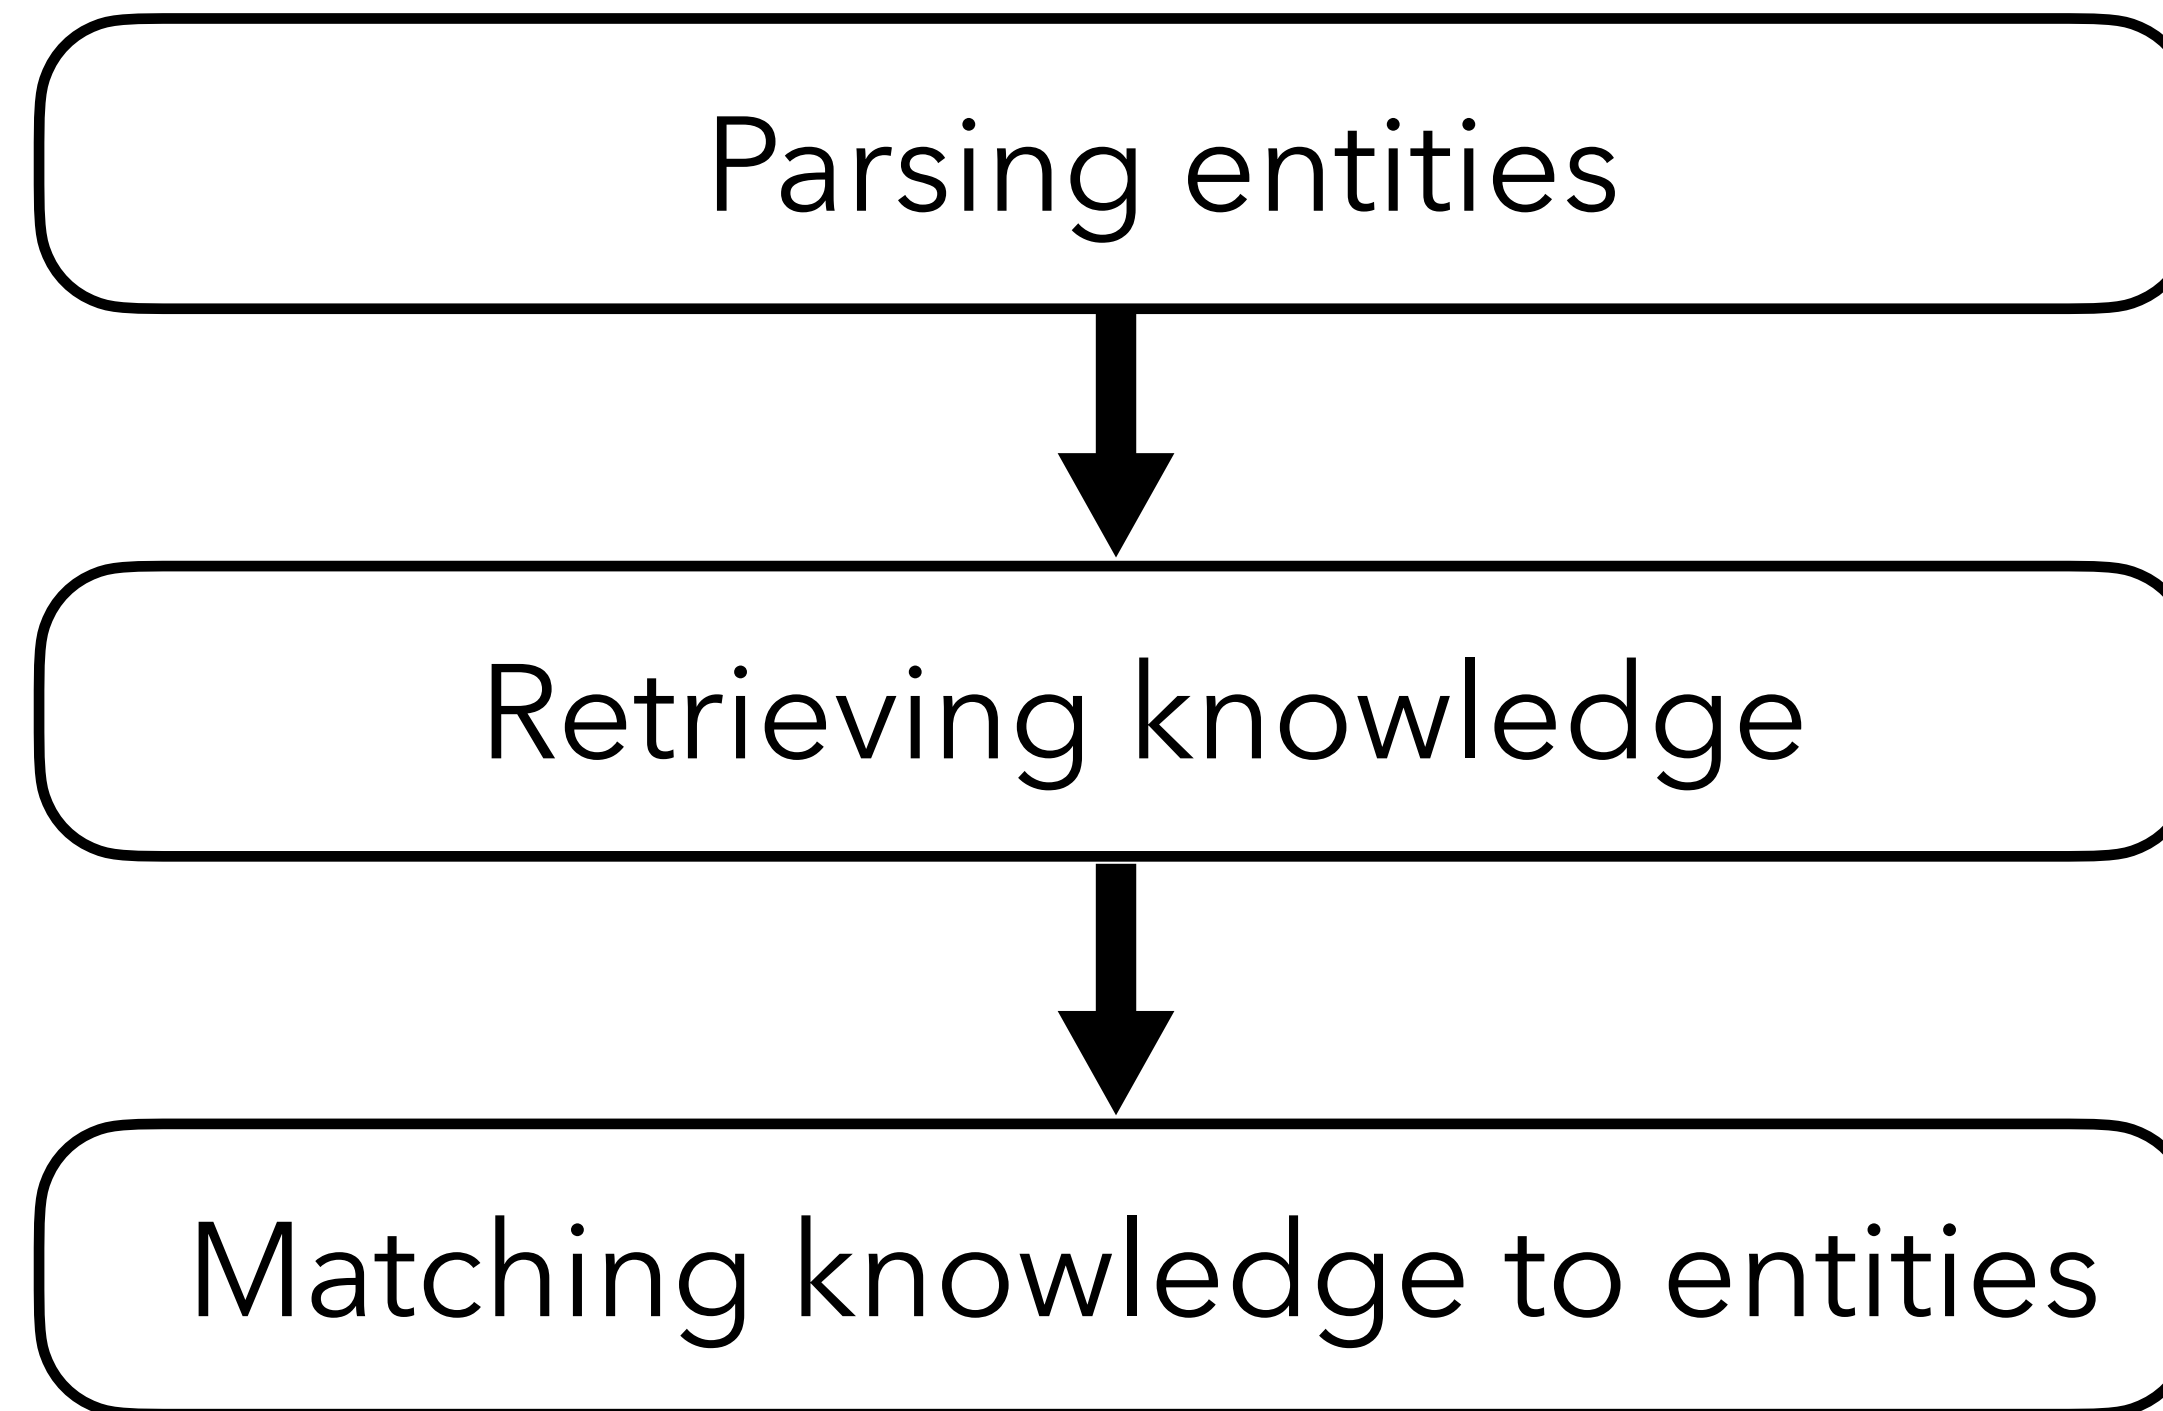 Parsing entities
Retrieving knowledge
Matching knowledge to entities